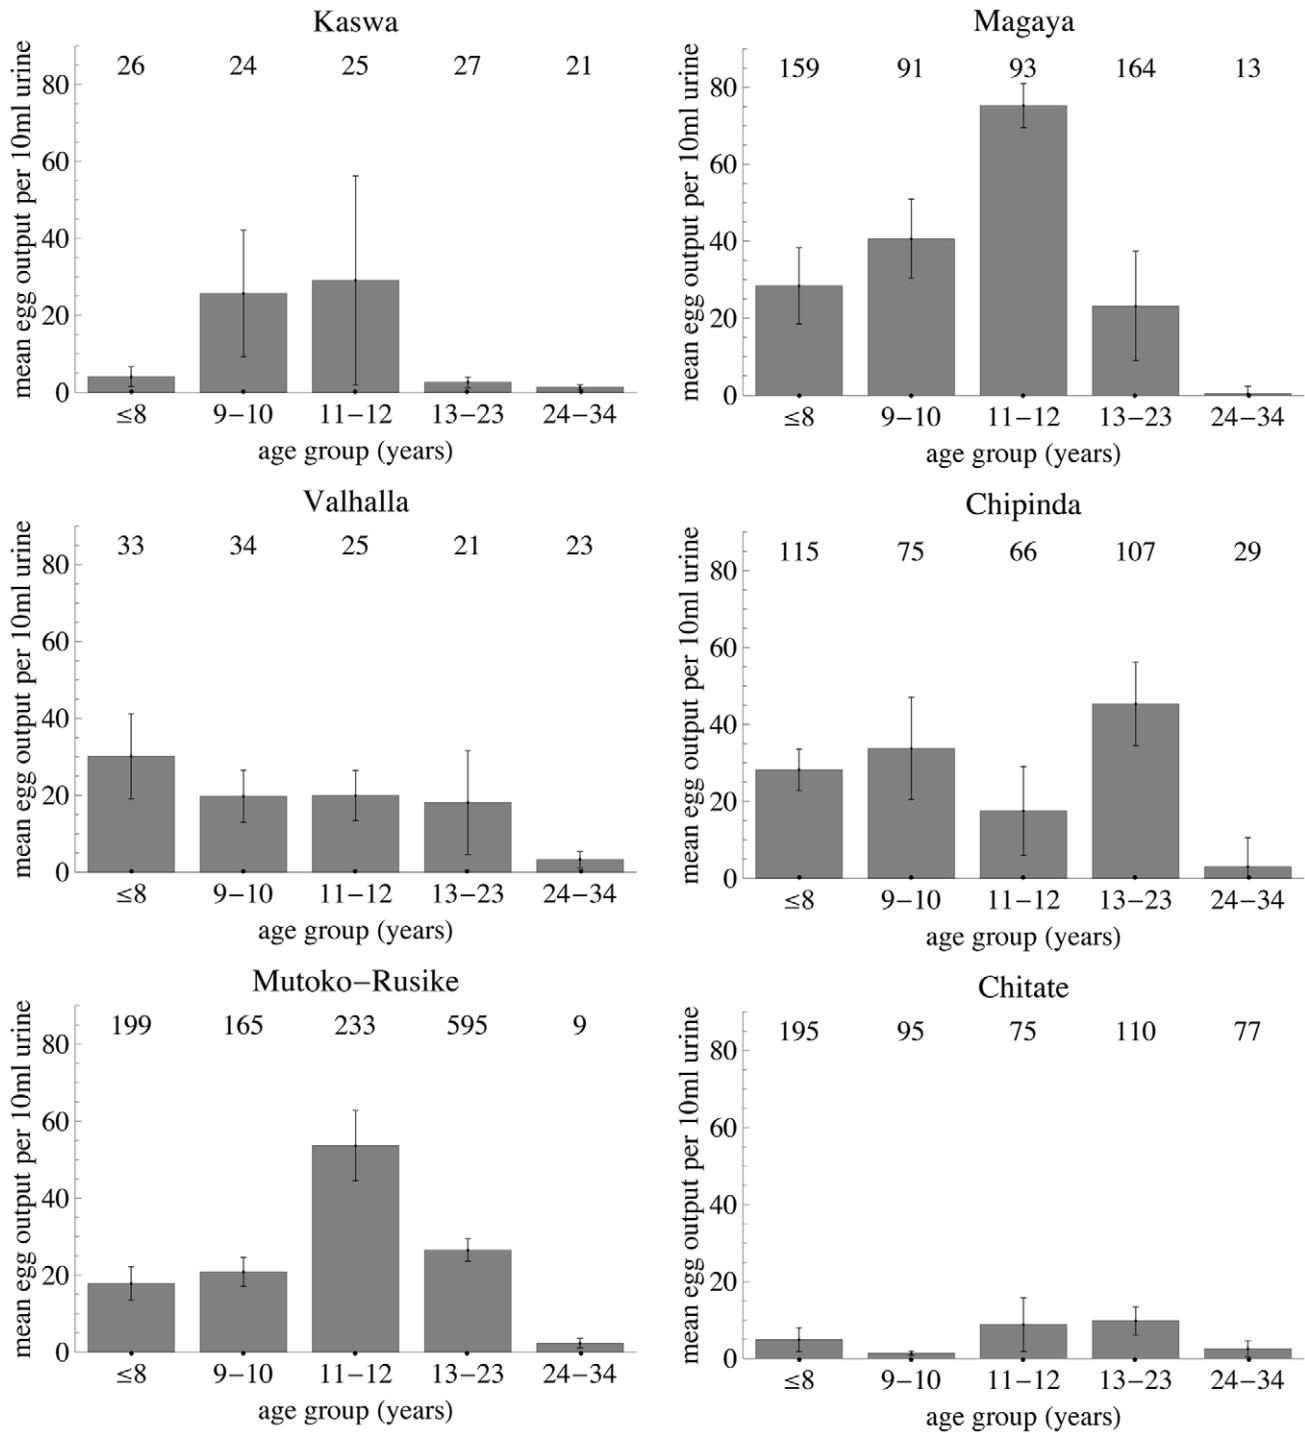 Kaswa
mean egg output per 10ml urine
26 24 25 27 21
80
60
40
20
0
≤8 9−10 11−12 13−23 24−34
age group (years)
Magaya
mean egg output per 10ml urine
159 91 93 164 13
80
60
40
20
0
≤8 9−10 11−12 13−23 24−34
age group (years)
Valhalla
mean egg output per 10ml urine
33 34 25 21 23
80
60
40
20
0
≤8 9−10 11−12 13−23 24−34
age group (years)
Chipinda
mean egg output per 10ml urine
115 75 66 107 29
80
60
40
20
0
≤8 9−10 11−12 13−23 24−34
age group (years)
Mutoko−Rusike
mean egg output per 10ml urine
199 165 233 595 9
80
60
40
20
0
≤8 9−10 11−12 13−23 24−34
age group (years)
Chitate
mean egg output per 10ml urine
195 95 75 110 77
80
60
40
20
0
≤8 9−10 11−12 13−23 24−34
age group (years)